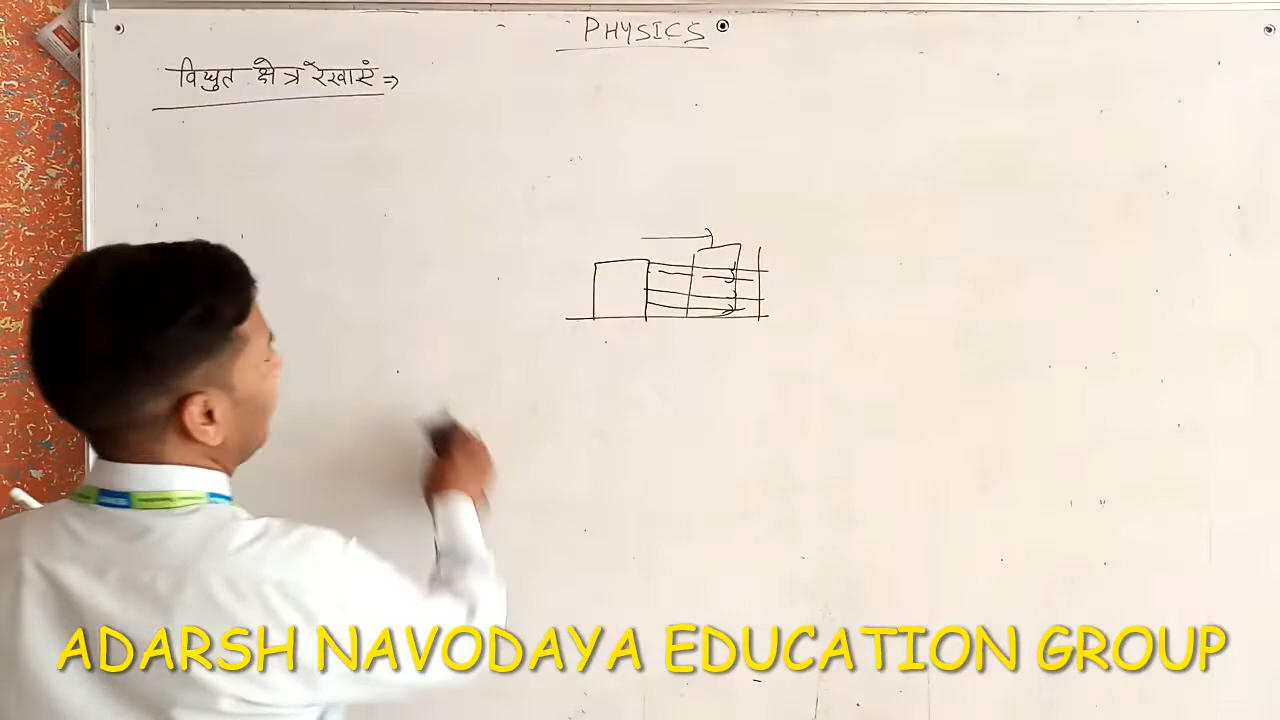 PHYSICS
विद्युत क्षेत्र रेखाएं ⇒
ADARSH NAVODAYA EDUCATION GROUP